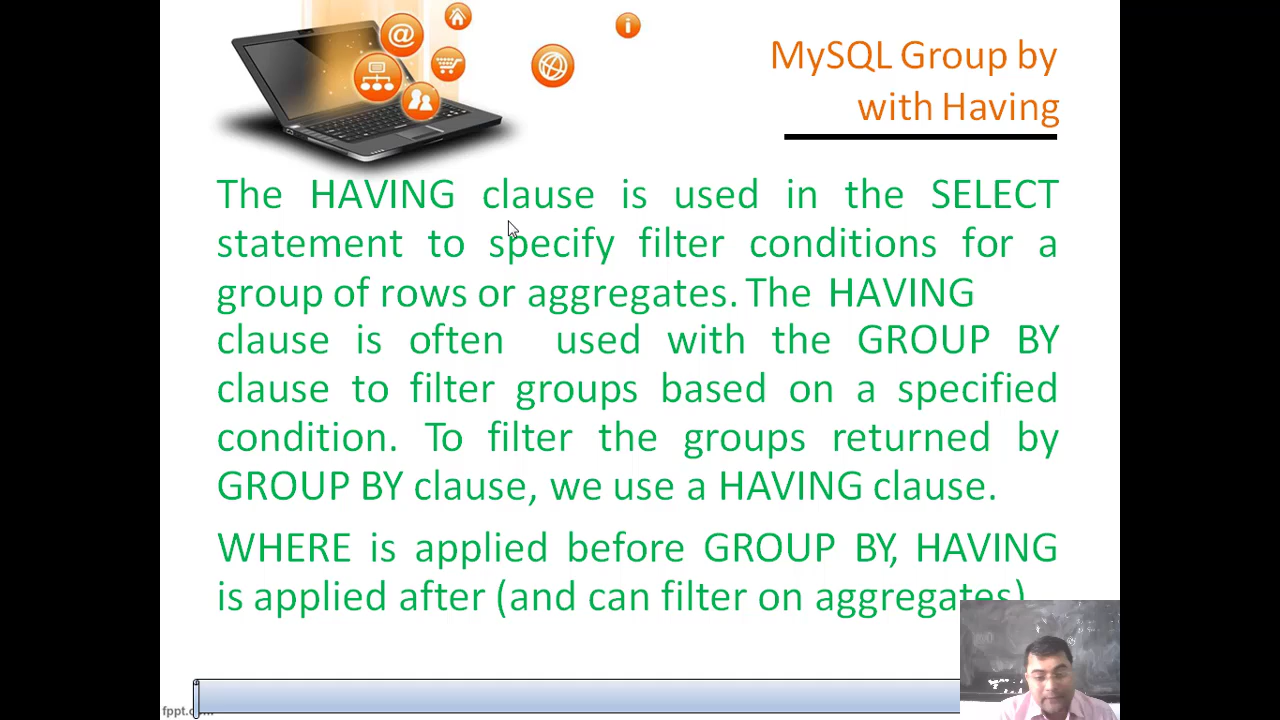 MySQL Group by
with Having
The HAVING clause is used in the SELECT
statement to specify filter conditions for a
group of rows or aggregates. The HAVING
clause is often used with the GROUP BY
clause to filter groups based on a specified
condition. To filter the groups returned by
GROUP BY clause, we use a HAVING clause.
WHERE is applied before GROUP BY, HAVING
is applied after (and can filter on aggregates)